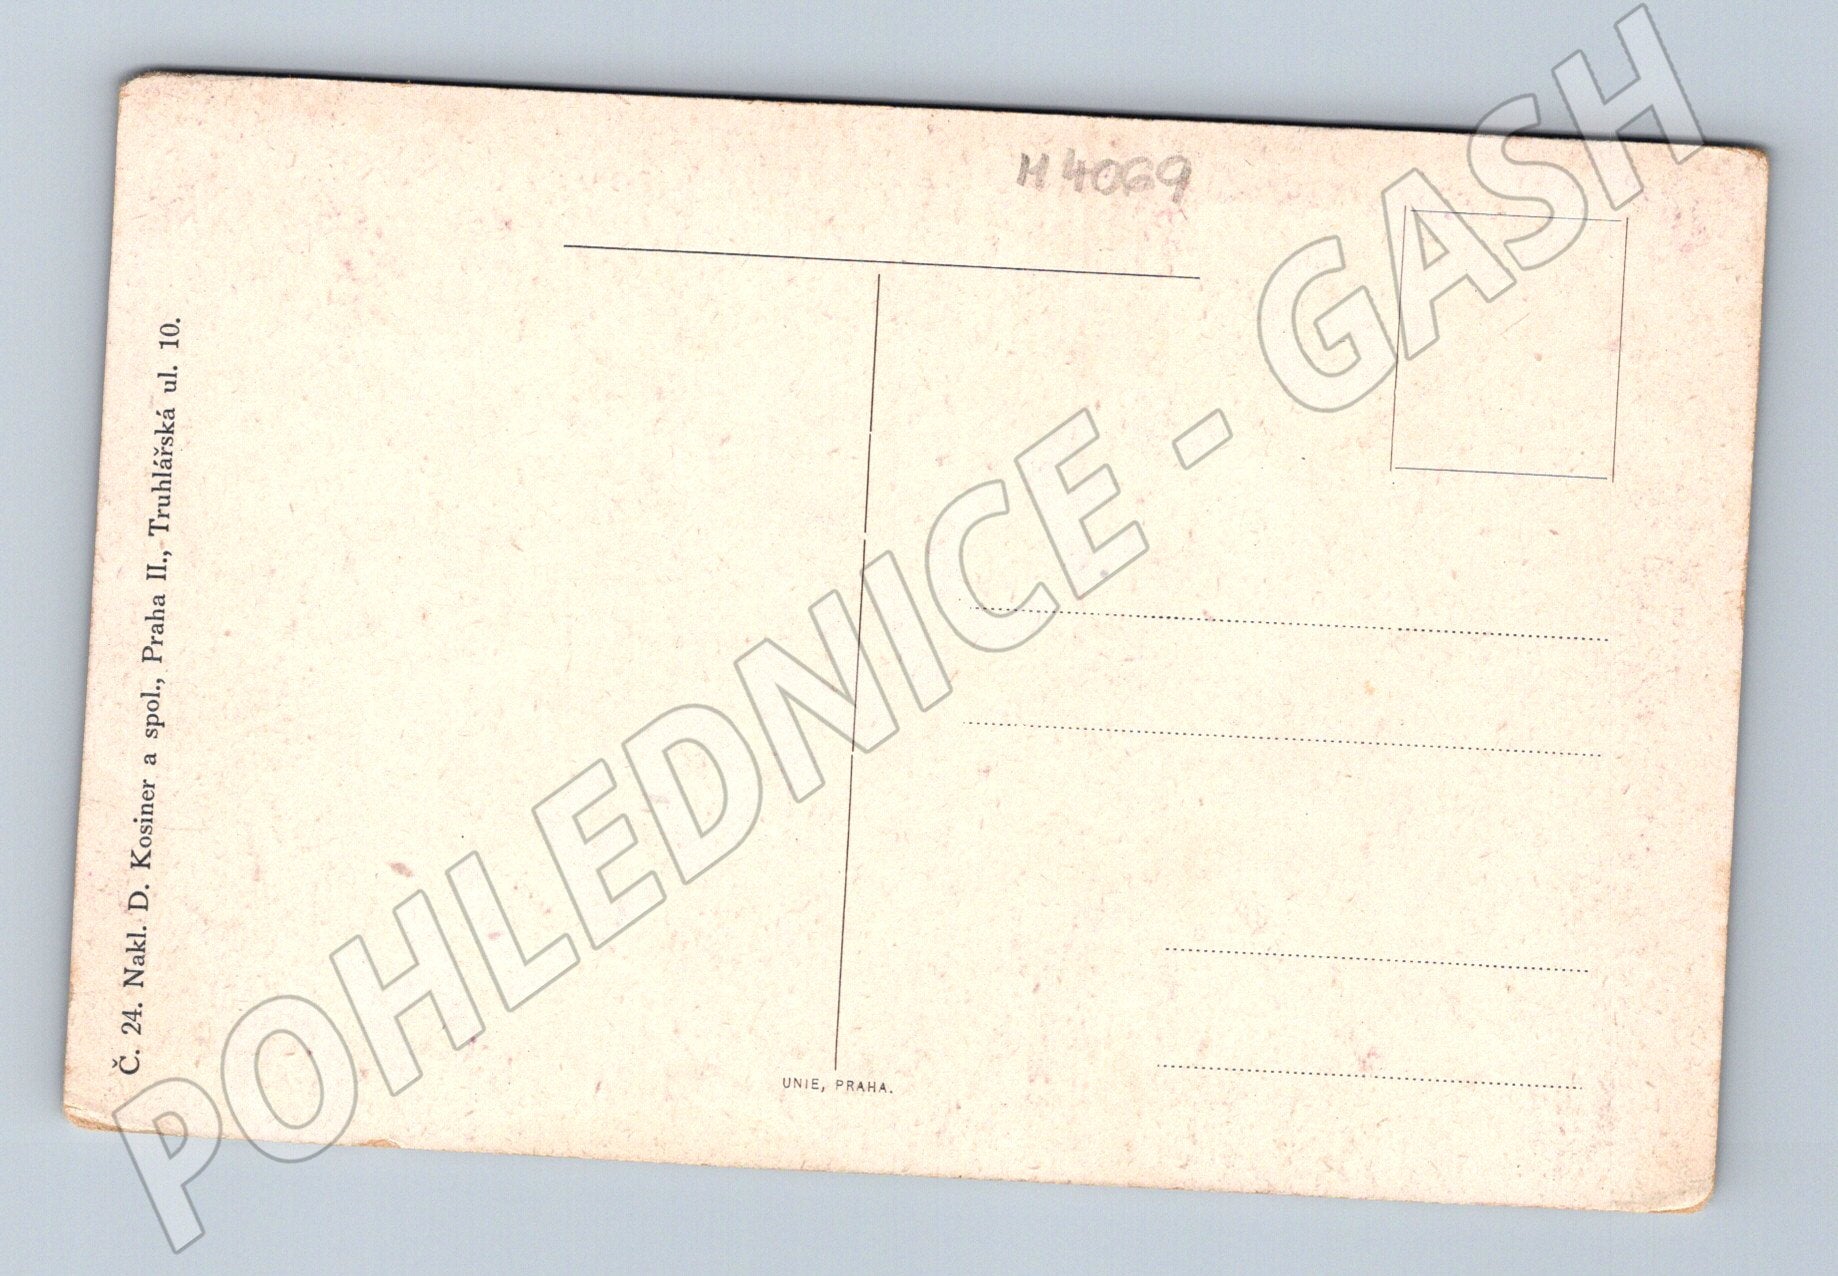 M 4069
Č. 24. Nakl. D. Kosiner a spol., Praha II., Truhlářská ul. 10.
UNIE, PRAHA.
POHLEDNICE - GASH